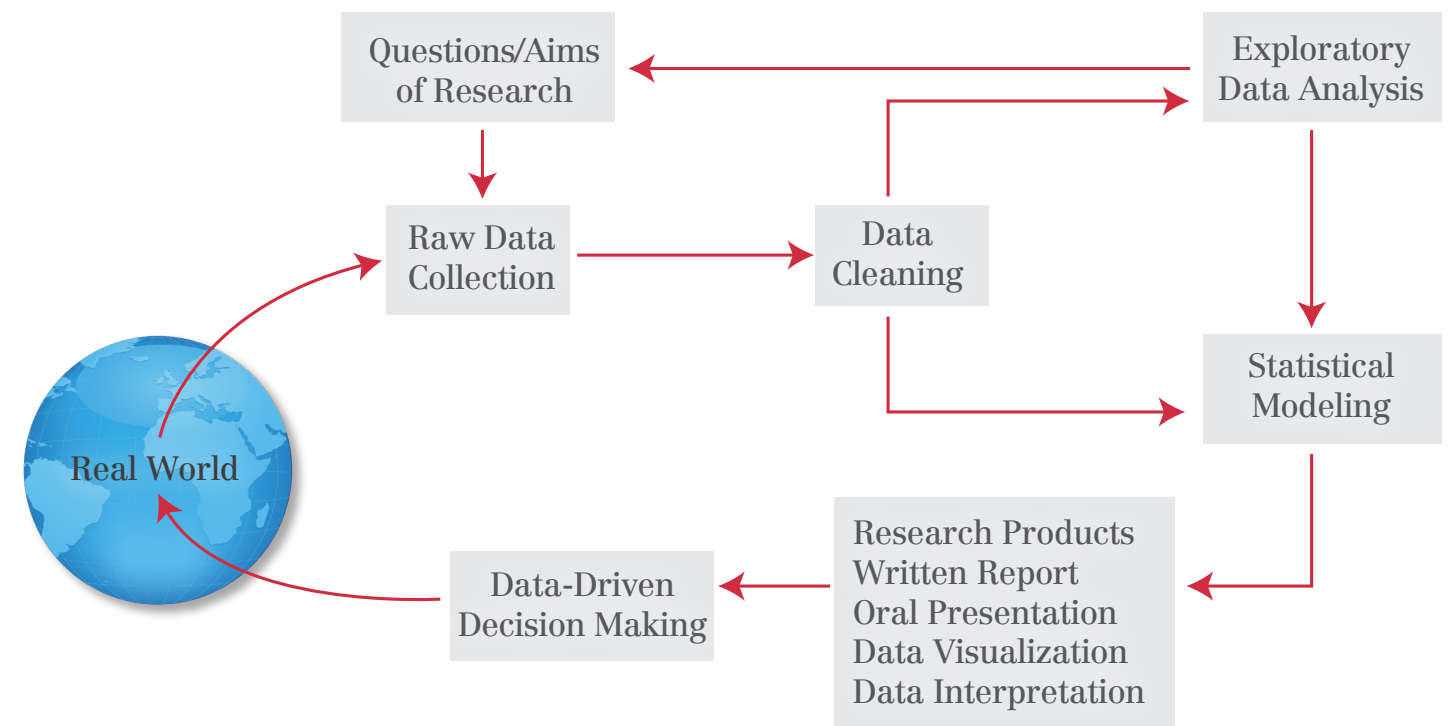 Questions/Aims
of Research
Exploratory
Data Analysis
Raw Data
Collection
Data
Cleaning
Statistical
Modeling
Real World
Research Products
Written Report
Oral Presentation
Data Visualization
Data Interpretation
Data-Driven
Decision Making